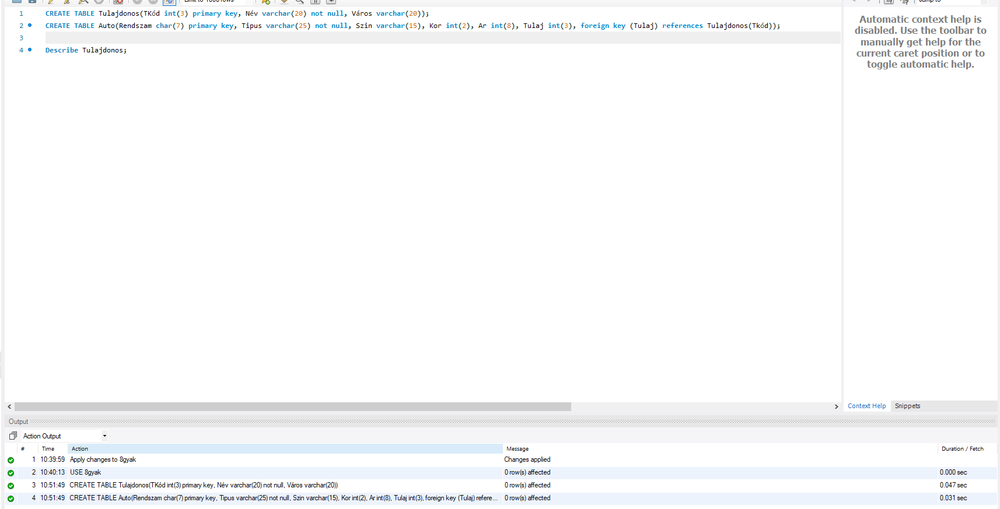 1 CREATE TABLE Tulajdonos(TKód int(3) primary key, Név varchar(20) not null, Város varchar(20));
2 CREATE TABLE Auto(Rendszam char(7) primary key, Tipus varchar(25) not null, Szin varchar(15), Kor int(2), Ar int(8), Tulaj int(3), foreign key (Tulaj) references Tulajdonos(Tkód));
3
4 Describe Tulajdonos;
Automatic context help is
disabled. Use the toolbar to
manually get help for the
current caret position or to
toggle automatic help.
Context Help Snippets
Output
Action Output
# Time Action Message Duration / Fetch
1 10:39:59 Apply changes to 8gyak Changes applied
2 10:40:13 USE 8gyak 0 row(s) affected 0.000 sec
3 10:51:49 CREATE TABLE Tulajdonos(TKód int(3) primary key, Név varchar(20) not null, Város varchar(20)) 0 row(s) affected 0.047 sec
4 10:51:49 CREATE TABLE Auto(Rendszam char(7) primary key, Tipus varchar(25) not null, Szin varchar(15), Kor int(2), Ar int(8), Tulaj int(3), foreign key (Tulaj) refere... 0 row(s) affected 0.031 sec